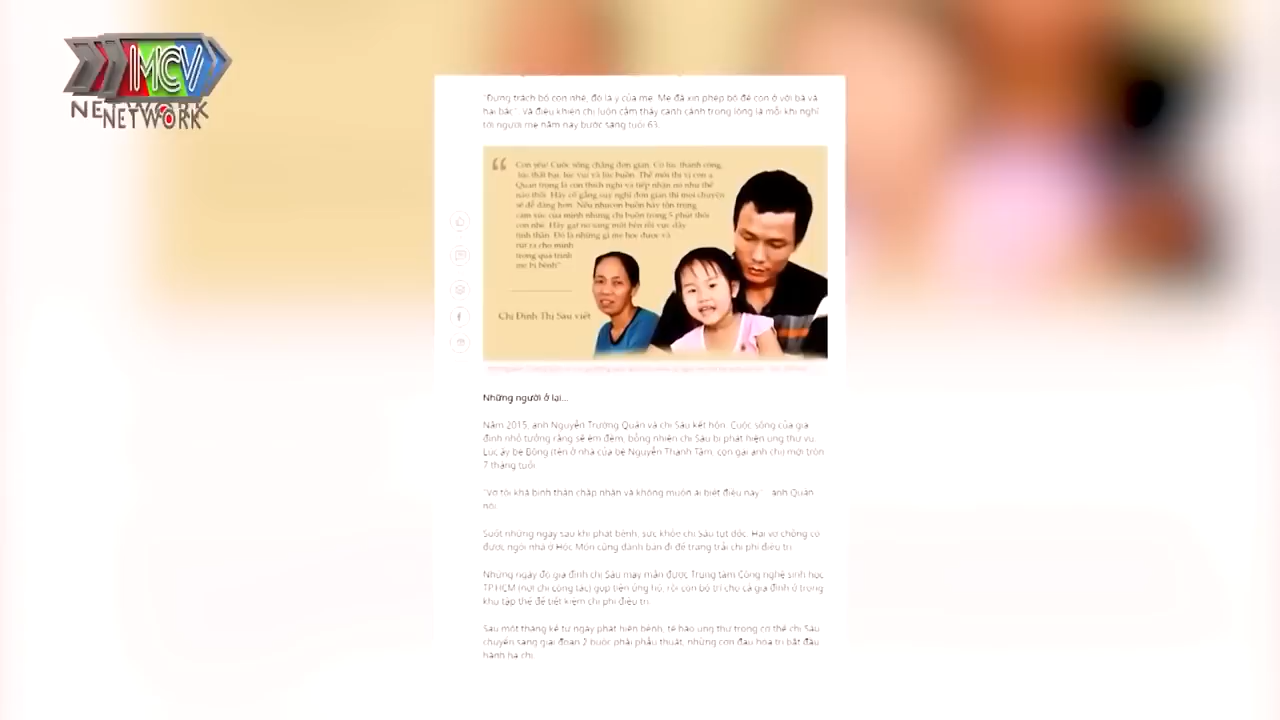 MCV
NETWORK
"Đừng trách bố con nhé, đó là ý của mẹ. Mẹ đã xin phép bố để con ở với bà và
hai bác". Và điều khiến chị luôn cảm thấy canh cánh trong lòng là mỗi khi nghĩ
tới người mẹ năm nay bước sang tuổi 63.
“ Con yêu! Cuộc sống chẳng đơn giản. Có lúc thành công,
lúc thất bại, lúc vui và lúc buồn. Thế mới thi vị con ạ.
Quan trọng là con thích nghi và tiếp nhận nó như thế
nào thôi. Hãy cố gắng suy nghĩ đơn giản thì mọi chuyện
sẽ dễ dàng hơn. Nếu như con buồn hãy tôn trọng
cảm xúc của mình nhưng chỉ buồn trong 5 phút thôi
con nhé. Hãy gạt nó sang một bên rồi vực dậy
tinh thần. Đó là những gì mẹ học được và
rút ra cho mình
trong quá trình
mẹ bị bệnh"
Chị Đinh Thị Sáu viết
Những người ở lại...
Năm 2015, anh Nguyễn Trường Quân và chị Sáu kết hôn. Cuộc sống của gia
đình nhỏ tưởng rằng sẽ êm đềm, bỗng nhiên chị Sáu bị phát hiện ung thư vú.
Lúc ấy bé Bông (tên ở nhà của bé Nguyễn Thanh Tâm, con gái anh chị) mới tròn
7 tháng tuổi.
"Vợ tôi khá bình thản chấp nhận và không muốn ai biết điều này" - anh Quân
nói.
Suốt những ngày sau khi phát bệnh, sức khỏe chị Sáu tụt dốc. Hai vợ chồng có
được ngôi nhà ở Hóc Môn cũng đành bán đi để trang trải chi phí điều trị.
Những ngày đó gia đình chị Sáu may mắn được Trung tâm Công nghệ sinh học
TP.HCM (nơi chị công tác) góp tiền ủng hộ, rồi còn bố trí cho cả gia đình ở trong
khu tập thể để tiết kiệm chi phí điều trị.
Sau một tháng kể từ ngày phát hiện bệnh, tế bào ung thư trong cơ thể chị Sáu
chuyển sang giai đoạn 2 buộc phải phẫu thuật, những cơn đau hóa trị bắt đầu
hành hạ chị.